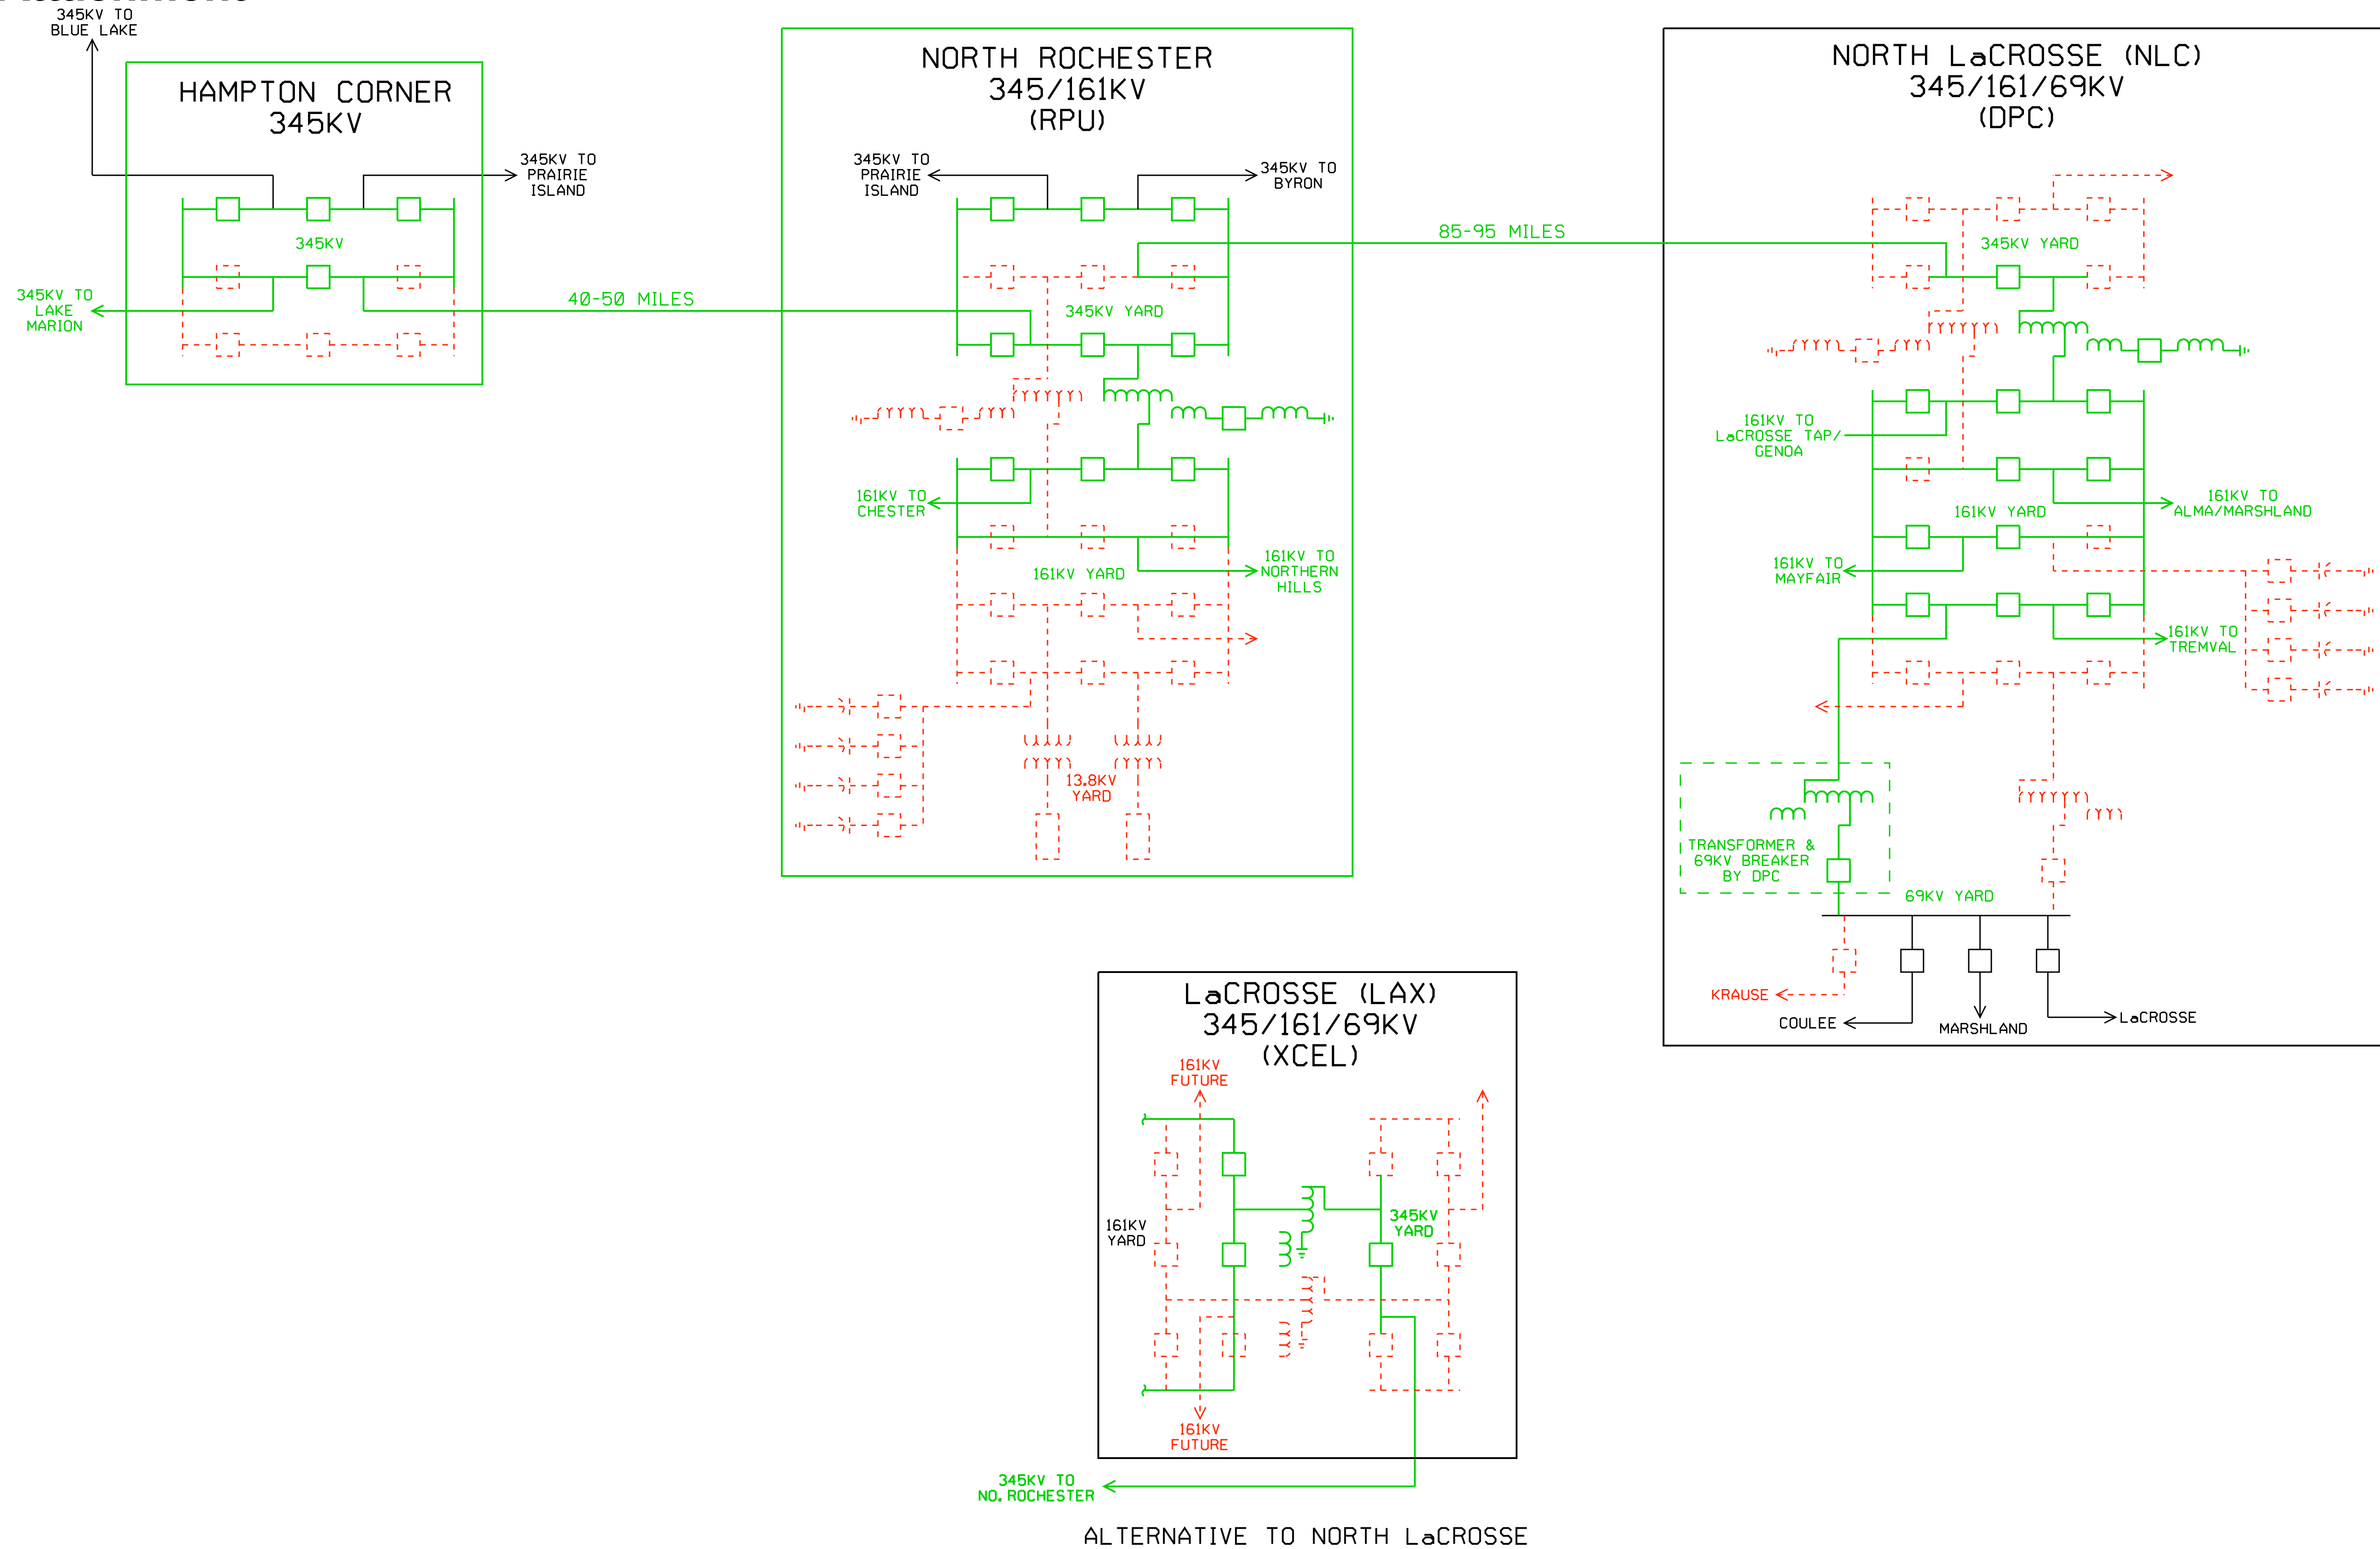 345KV TO
BLUE LAKE
HAMPTON CORNER
345KV
345KV TO
PRAIRIE
ISLAND
345KV
345KV TO
LAKE
MARION
40-50 MILES
NORTH ROCHESTER
345/161KV
(RPU)
345KV TO
PRAIRIE
ISLAND
345KV TO
BYRON
345KV YARD
161KV TO
CHESTER
161KV YARD
161KV TO
NORTHERN
HILLS
13.8KV
YARD
85-95 MILES
NORTH LaCROSSE (NLC)
345/161/69KV
(DPC)
345KV YARD
161KV TO
LaCROSSE TAP/
GENOA
161KV YARD
161KV TO
ALMA/MARSHLAND
161KV TO
MAYFAIR
161KV TO
TREMVAL
TRANSFORMER &
69KV BREAKER
BY DPC
69KV YARD
KRAUSE
COULEE
MARSHLAND
LaCROSSE
LaCROSSE (LAX)
345/161/69KV
(XCEL)
161KV
FUTURE
161KV
YARD
345KV
YARD
161KV
FUTURE
345KV TO
NO. ROCHESTER
ALTERNATIVE TO NORTH LaCROSSE